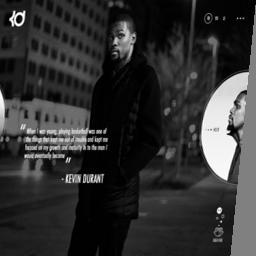 " When I was young, playing basketball was one of
the things that kept me out of trouble and kept me
focused on my growth and maturity to to the man I
would eventually become "
- KEVIN DURANT